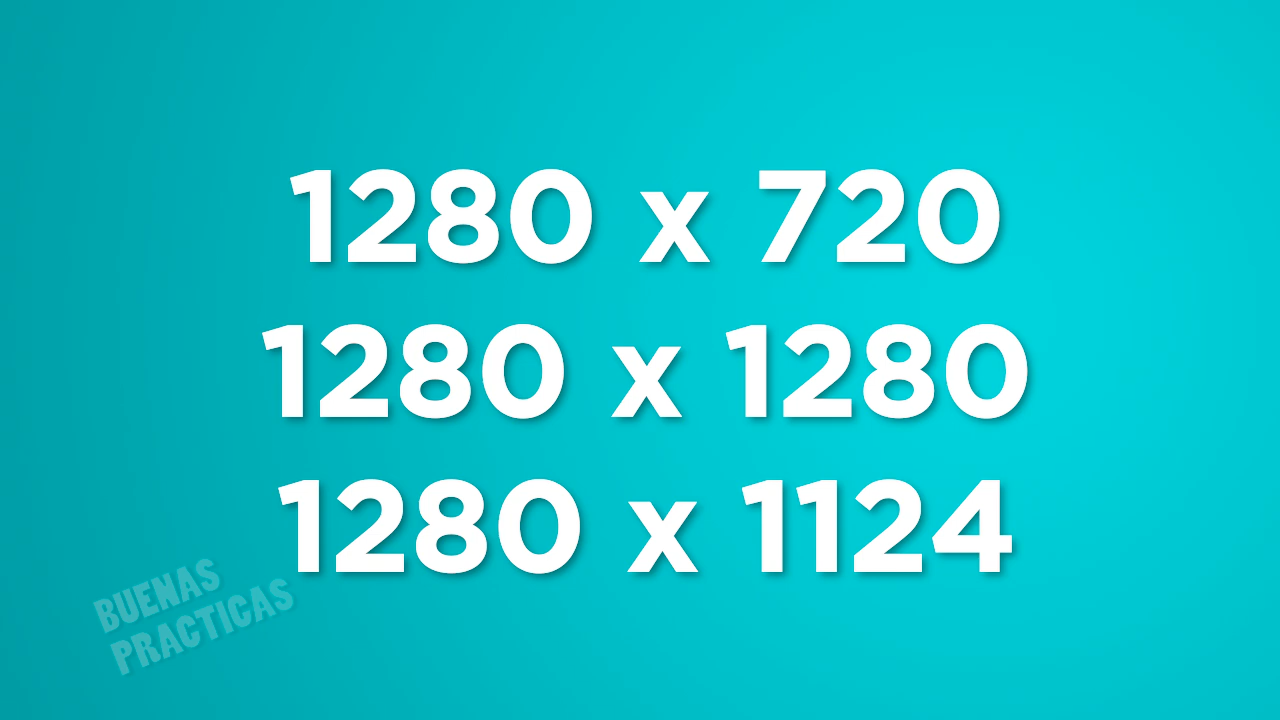 1280 x 720
1280 x 1280
1280 x 1124
BUENAS
PRACTICAS